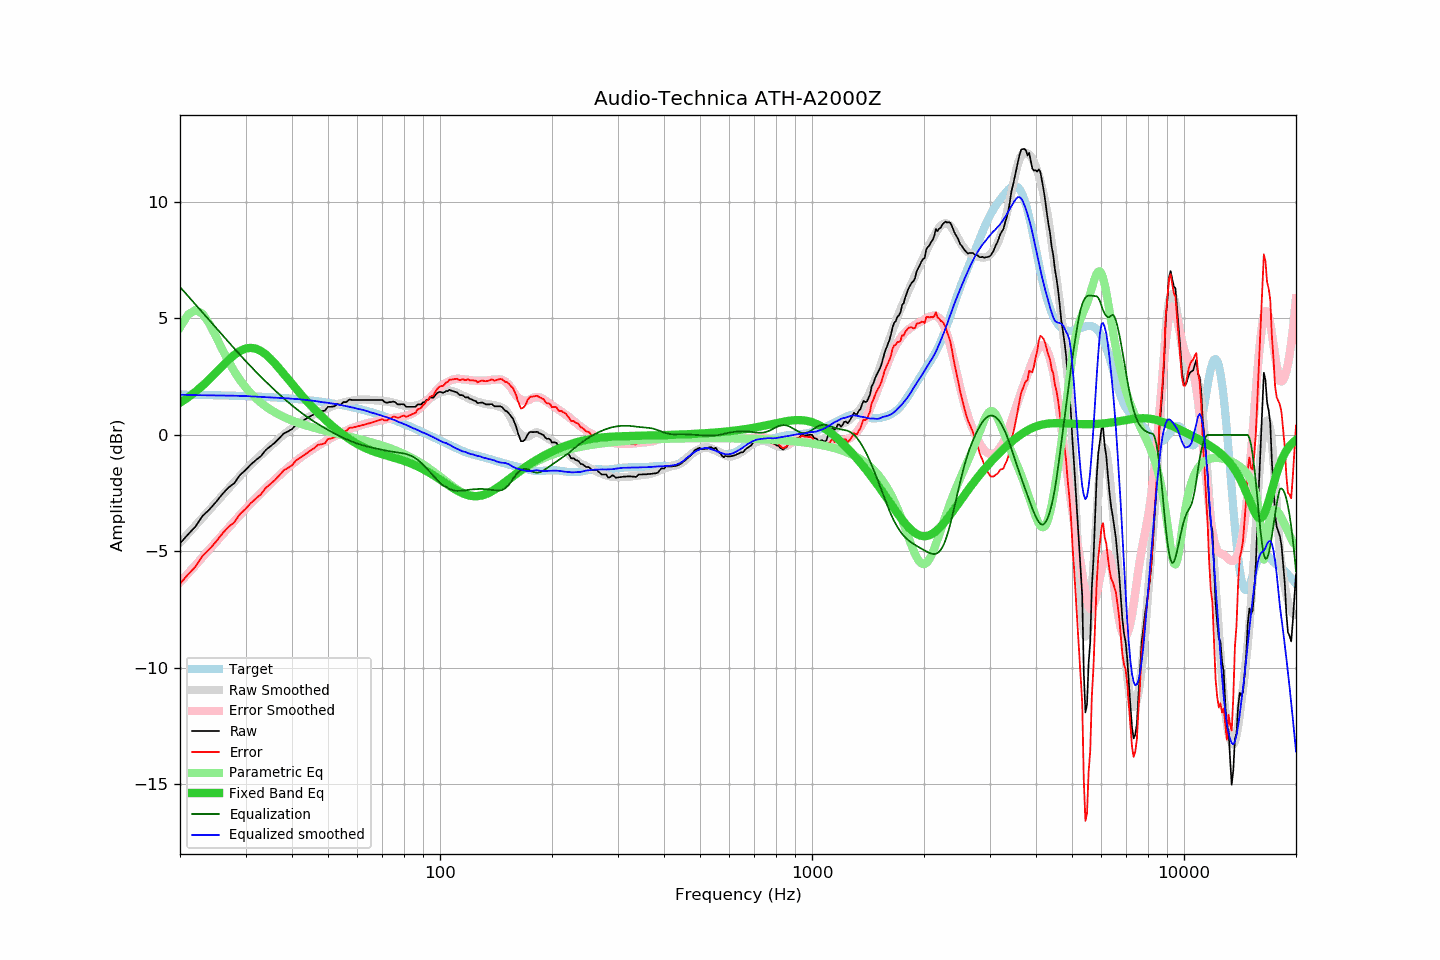 Audio-Technica ATH-A2000Z
Amplitude (dBr)
10
5
0
−5
−10
−15
Target
Raw Smoothed
Error Smoothed
Raw
Error
Parametric Eq
Fixed Band Eq
Equalization
Equalized smoothed
100 1000 10000
Frequency (Hz)